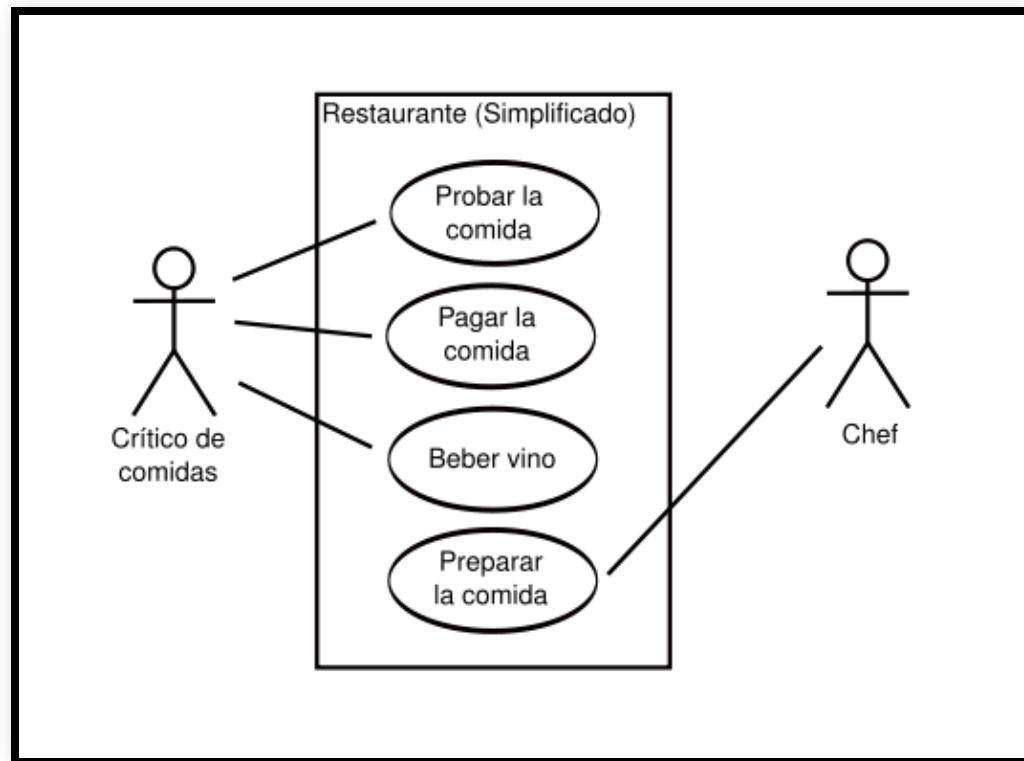 Restaurante (Simplificado)
Probar la
comida
Pagar la
comida
Beber vino
Preparar
la comida
Crítico de
comidas
Chef